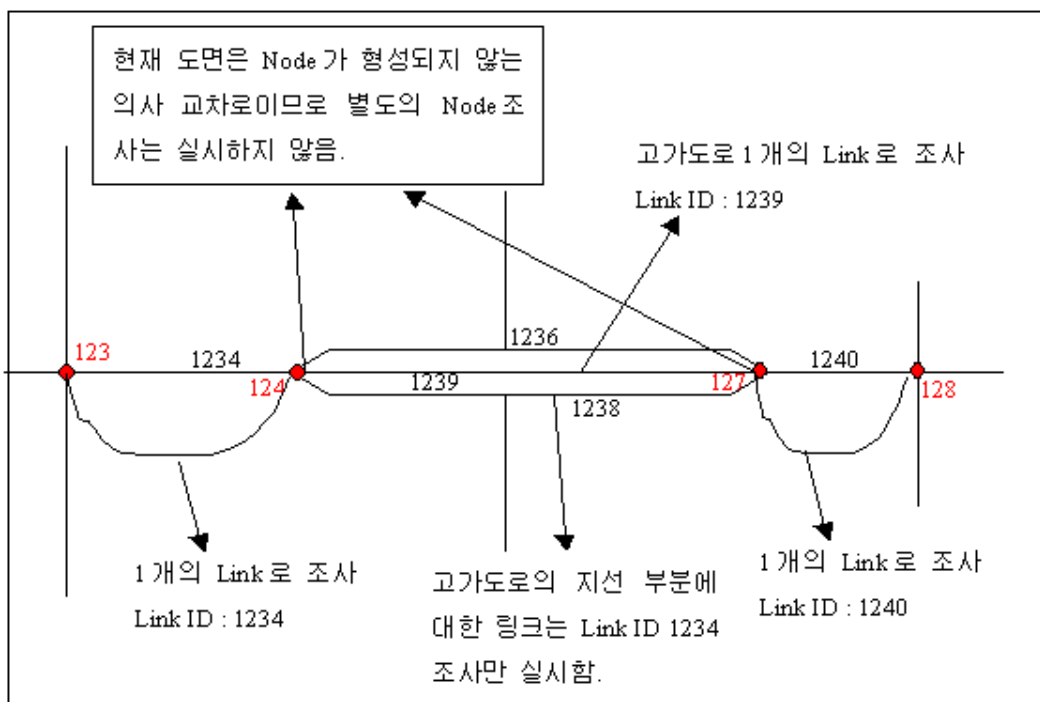 현재 도면은 Node가 형성되지 않는
의사 교차로이므로 별도의 Node조
사는 실시하지 않음.
고가도로 1개의 Link로 조사
Link ID : 1239
1236
123
1234
1240
124
1239
127
128
1238
1개의 Link로 조사
Link ID : 1234
고가도로의 지선 부분에
대한 링크는 Link ID 1234
조사만 실시함.
1개의 Link로 조사
Link ID : 1240